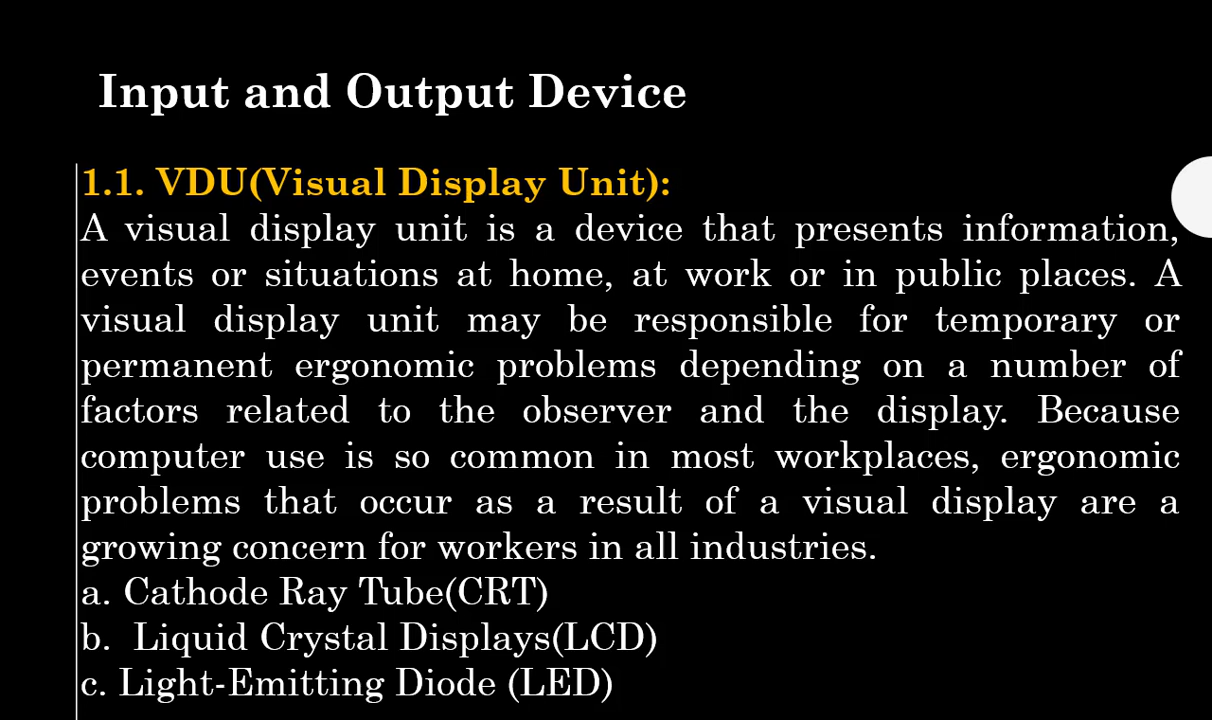 Input and Output Device
1.1. VDU(Visual Display Unit):
A visual display unit is a device that presents information,
events or situations at home, at work or in public places. A
visual display unit may be responsible for temporary or
permanent ergonomic problems depending on a number of
factors related to the observer and the display. Because
computer use is so common in most workplaces, ergonomic
problems that occur as a result of a visual display are a
growing concern for workers in all industries.
a. Cathode Ray Tube(CRT)
b. Liquid Crystal Displays(LCD)
c. Light-Emitting Diode (LED)